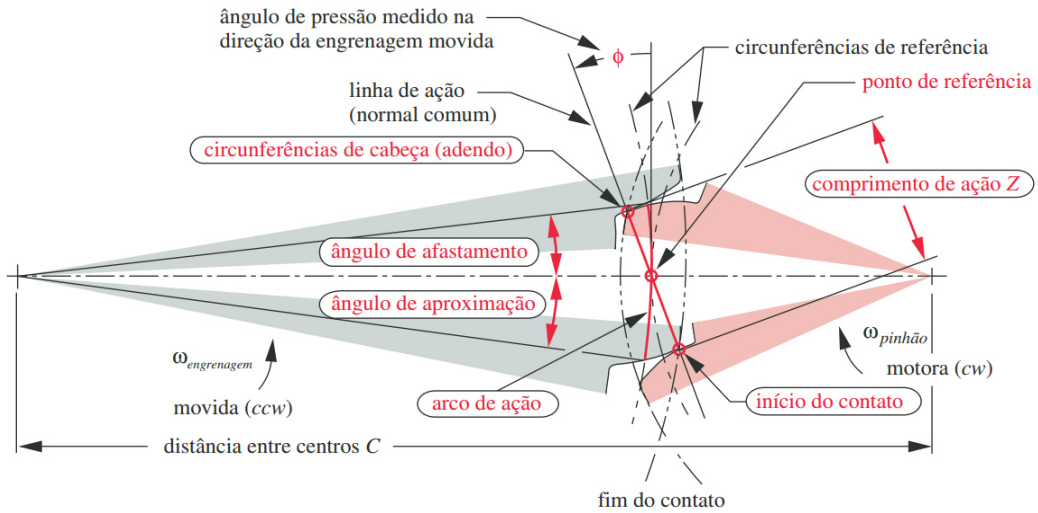 ângulo de pressão medido na
direção da engrenagem movida
ϕ
circunferências de referência
ponto de referência
linha de ação
(normal comum)
circunferências de cabeça (adendo)
comprimento de ação Z
ângulo de afastamento
ângulo de aproximação
ωengrenagem
movida (ccw)
ωpinhão
motora (cw)
arco de ação
início do contato
distância entre centros C
fim do contato